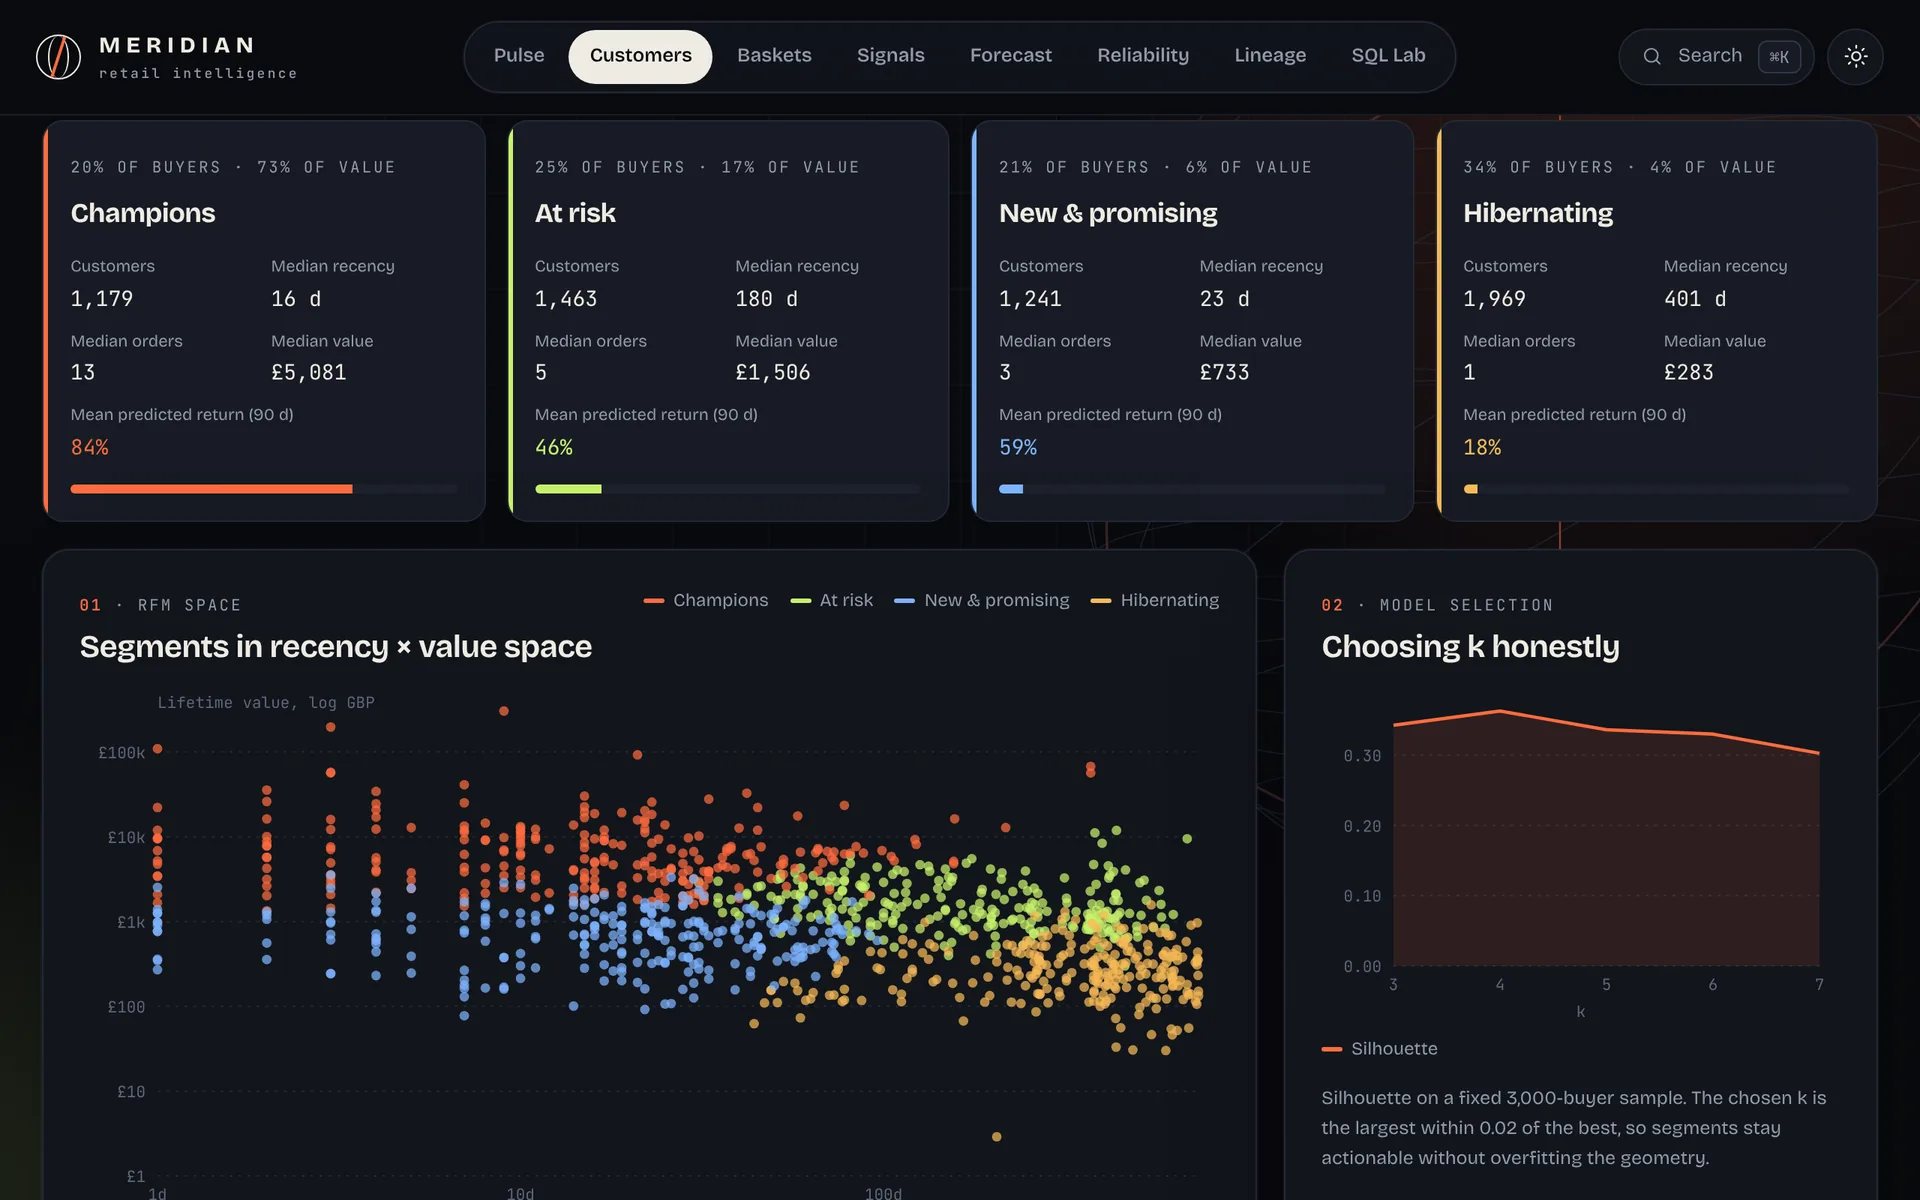 MERIDIAN
retail intelligence
Pulse
Customers
Baskets
Signals
Forecast
Reliability
Lineage
SQL Lab
Search
⌘K
20% OF BUYERS · 73% OF VALUE
Champions
Customers
Median recency
1,179
16 d
Median orders
Median value
13
£5,081
Mean predicted return (90 d)
84%
25% OF BUYERS · 17% OF VALUE
At risk
Customers
Median recency
1,463
180 d
Median orders
Median value
5
£1,506
Mean predicted return (90 d)
46%
21% OF BUYERS · 6% OF VALUE
New & promising
Customers
Median recency
1,241
23 d
Median orders
Median value
3
£733
Mean predicted return (90 d)
59%
34% OF BUYERS · 4% OF VALUE
Hibernating
Customers
Median recency
1,969
401 d
Median orders
Median value
1
£283
Mean predicted return (90 d)
18%
01 · RFM SPACE
Champions
At risk
New & promising
Hibernating
Segments in recency × value space
Lifetime value, log GBP
£100k
£10k
£1k
£100
£10
£1
1d
10d
100d
02 · MODEL SELECTION
Choosing k honestly
0.30
0.20
0.10
0.00
3
4
5
6
7
k
Silhouette
Silhouette on a fixed 3,000-buyer sample. The chosen k is
the largest within 0.02 of the best, so segments stay
actionable without overfitting the geometry.